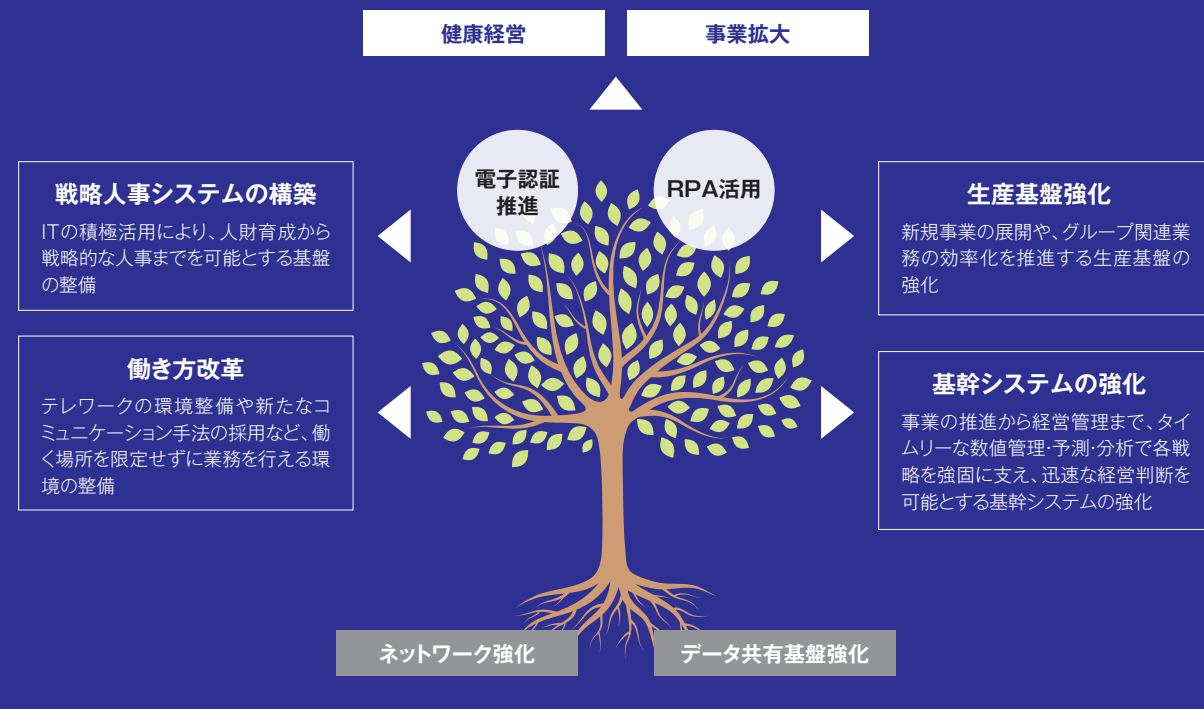 健康経営
事業拡大
電子認証
推進
RPA活用
戦略人事システムの構築
ITの積極活用により、人財育成から
戦略的な人事までを可能とする基盤
の整備
働き方改革
テレワークの環境整備や新たなコ
ミュニケーション手法の採用など、働
く場所を限定せずに業務を行える環
境の整備
生産基盤強化
新規事業の展開や、グループ関連業
務の効率化を推進する生産基盤の
強化
基幹システムの強化
事業の推進から経営管理まで、タイ
ムリーな数値管理・予測・分析で各戦
略を強固に支え、迅速な経営判断を
可能とする基幹システムの強化
ネットワーク強化
データ共有基盤強化